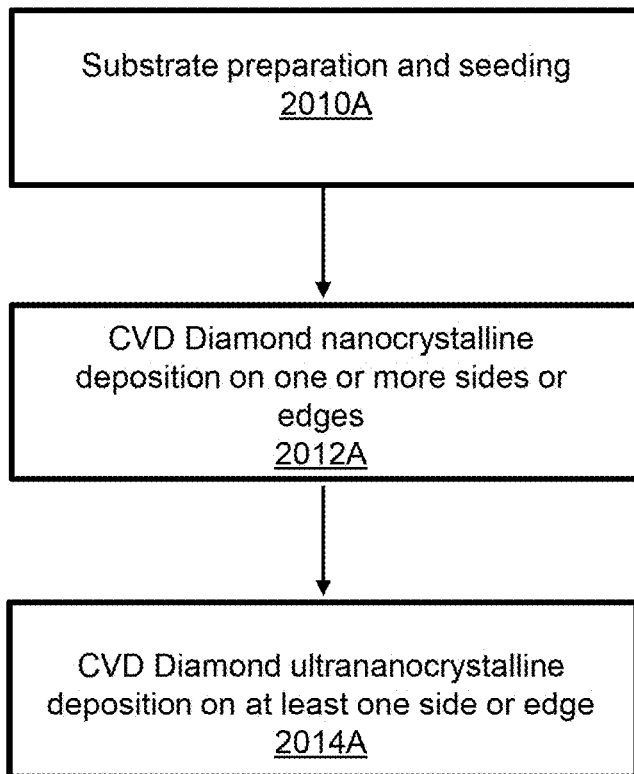 Substrate preparation and seeding
2010A
CVD Diamond nanocrystalline
deposition on one or more sides or
edges
2012A
CVD Diamond ultrananocrystalline
deposition on at least one side or edge
2014A